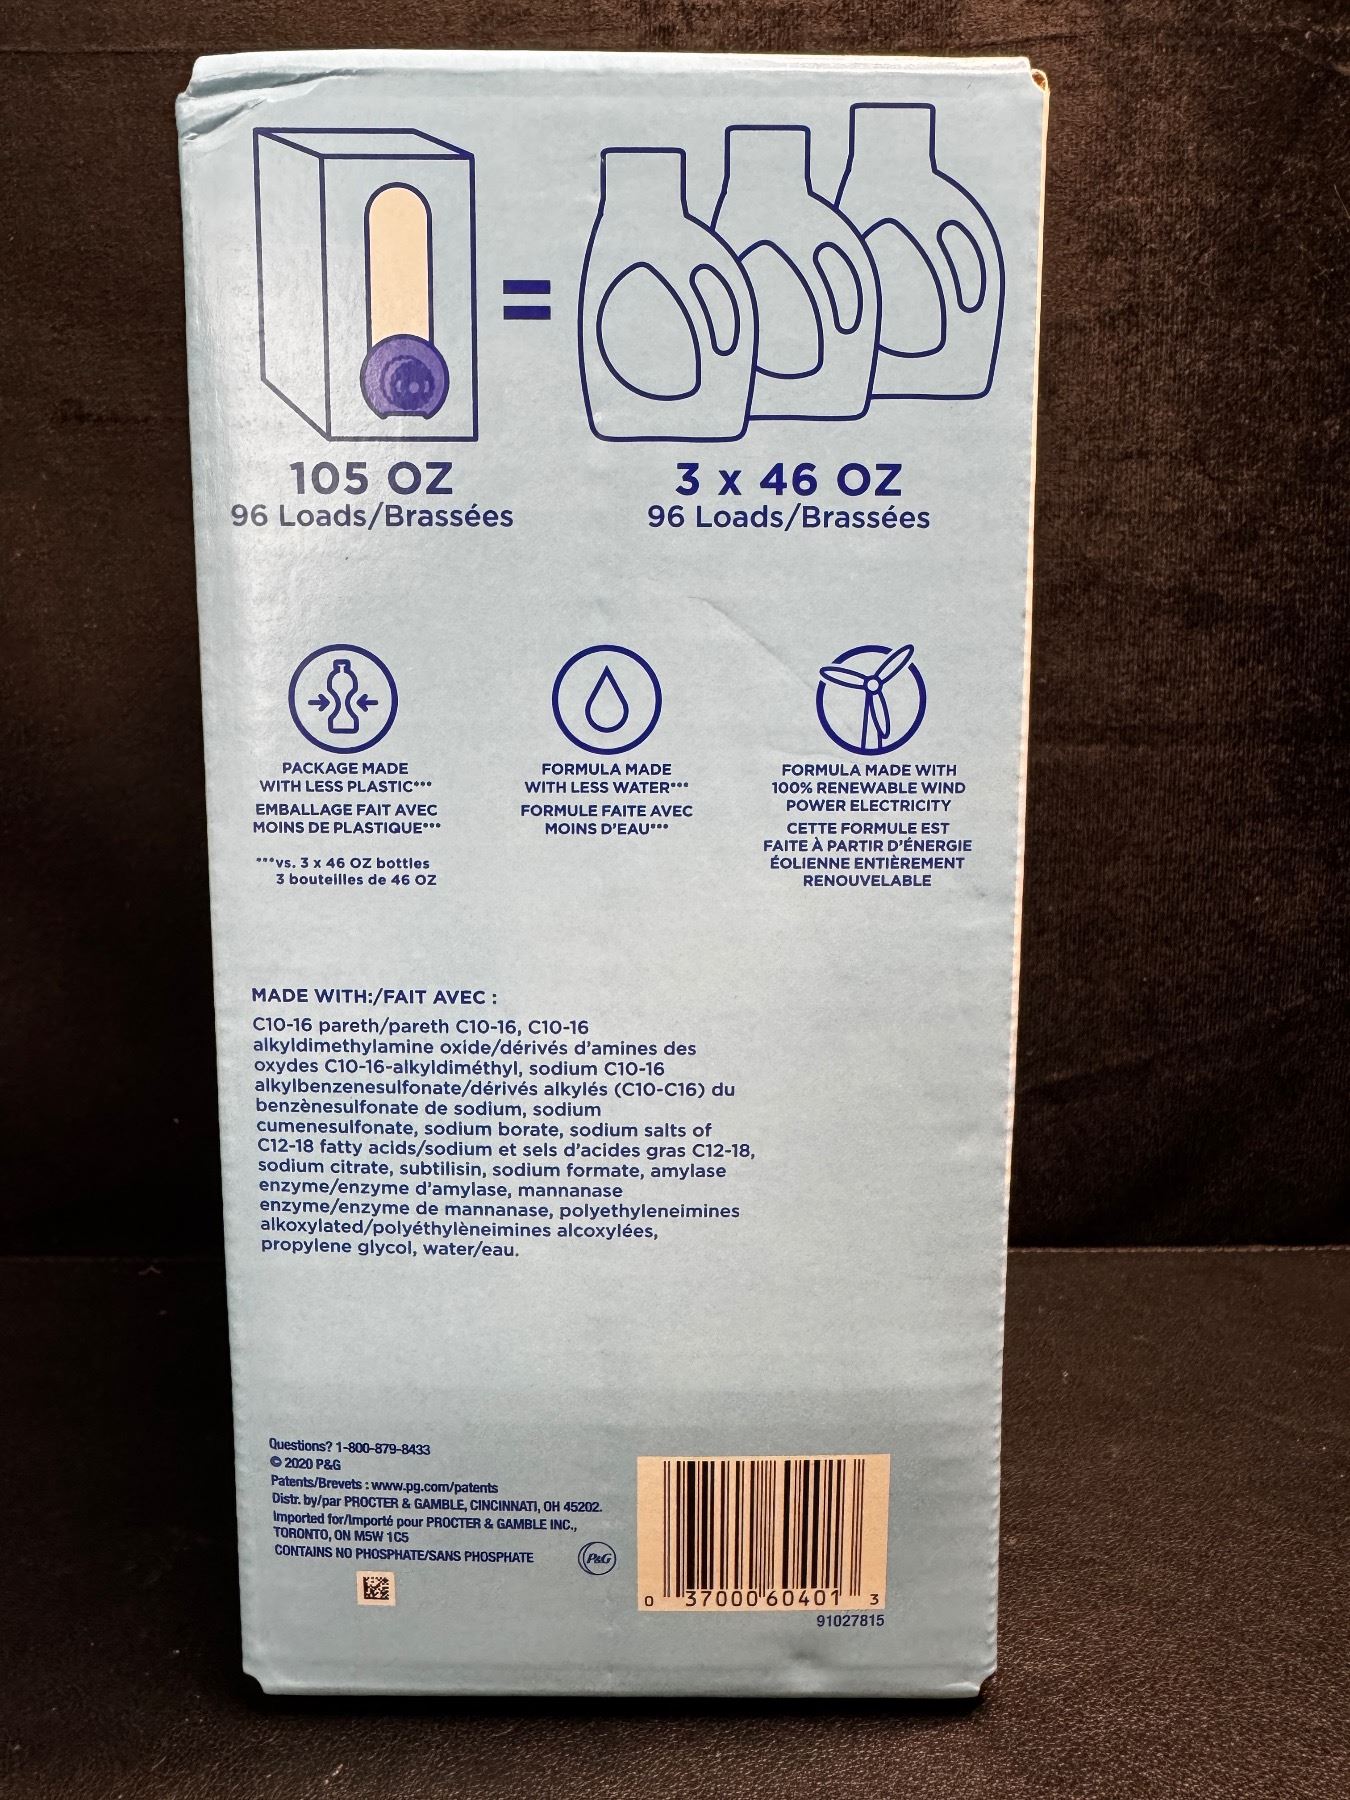 105 OZ
96 Loads/Brassées
=
3 x 46 OZ
96 Loads/Brassées
PACKAGE MADE
WITH LESS PLASTIC***
EMBALLAGE FAIT AVEC
MOINS DE PLASTIQUE***
***vs. 3 x 46 OZ bottles
3 bouteilles de 46 OZ
FORMULA MADE
WITH LESS WATER***
FORMULE FAITE AVEC
MOINS D'EAU***
FORMULA MADE WITH
100% RENEWABLE WIND
POWER ELECTRICITY
CETTE FORMULE EST
FAITE À PARTIR D'ÉNERGIE
ÉOLIENNE ENTIÈREMENT
RENOUVELABLE
MADE WITH:/FAIT AVEC :
C10-16 pareth/pareth C10-16, C10-16
alkyldimethylamine oxide/dérivés d'amines des
oxydes C10-16-alkyldiméthyl, sodium C10-16
alkylbenzenesulfonate/dérivés alkylés (C10-C16) du
benzènesulfonate de sodium, sodium
cumenesulfonate, sodium borate, sodium salts of
C12-18 fatty acids/sodium et sels d'acides gras C12-18,
sodium citrate, subtilisin, sodium formate, amylase
enzyme/enzyme d'amylase, mannanase
enzyme/enzyme de mannanase, polyethyleneimines
alkoxylated/polyéthylèneimines alcoxylées,
propylene glycol, water/eau.
Questions? 1-800-879-8433
© 2020 P&G
Patents/Brevets : www.pg.com/patents
Distr. by/par PROCTER & GAMBLE, CINCINNATI, OH 45202.
Imported for/Importé pour PROCTER & GAMBLE INC.,
TORONTO, ON M5W 1C5
CONTAINS NO PHOSPHATE/SANS PHOSPHATE
P&G
0 37000 60401 3
91027815